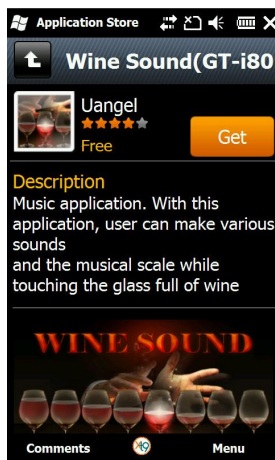 Application Store
Wine Sound(GT-i80
Uangel
Free
Get
Description
Music application. With this
application, user can make various
sounds
and the musical scale while
touching the glass full of wine
WINE SOUND
Comments
Menu